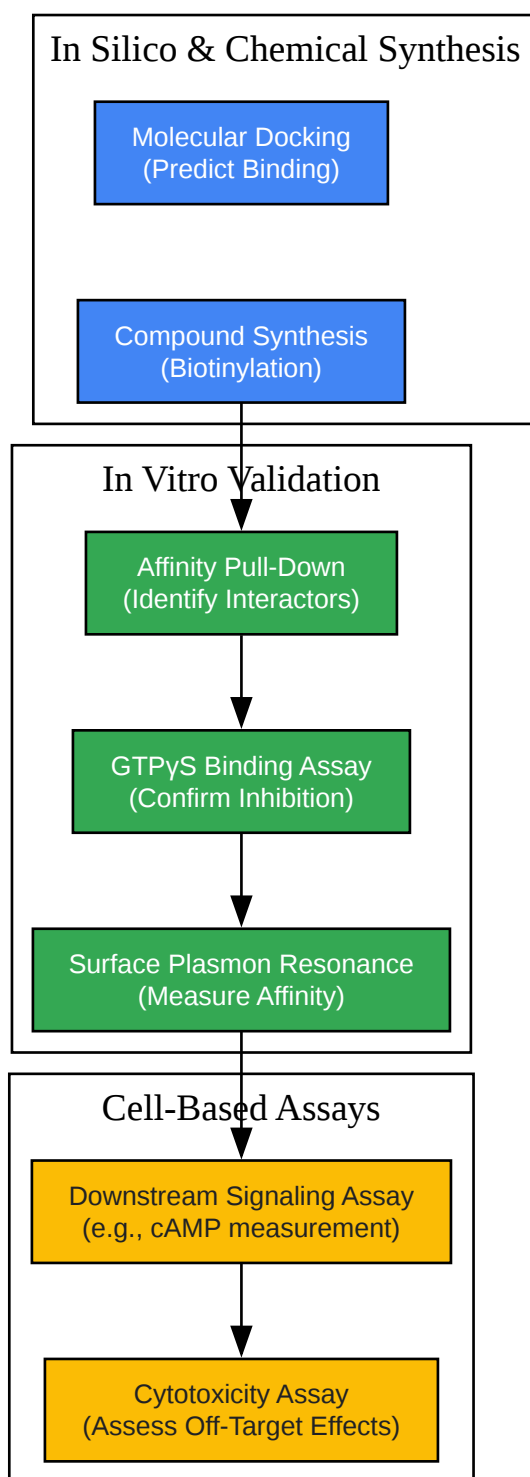 In Silico & Chemical Synthesis
Molecular Docking
(Predict Binding)
Compound Synthesis
(Biotinylation)
In Vitro Validation
Affinity Pull-Down
(Identify Interactors)
GTPγS Binding Assay
(Confirm Inhibition)
Surface Plasmon Resonance
(Measure Affinity)
Cell-Based Assays
Downstream Signaling Assay
(e.g., cAMP measurement)
Cytotoxicity Assay
(Assess Off-Target Effects)